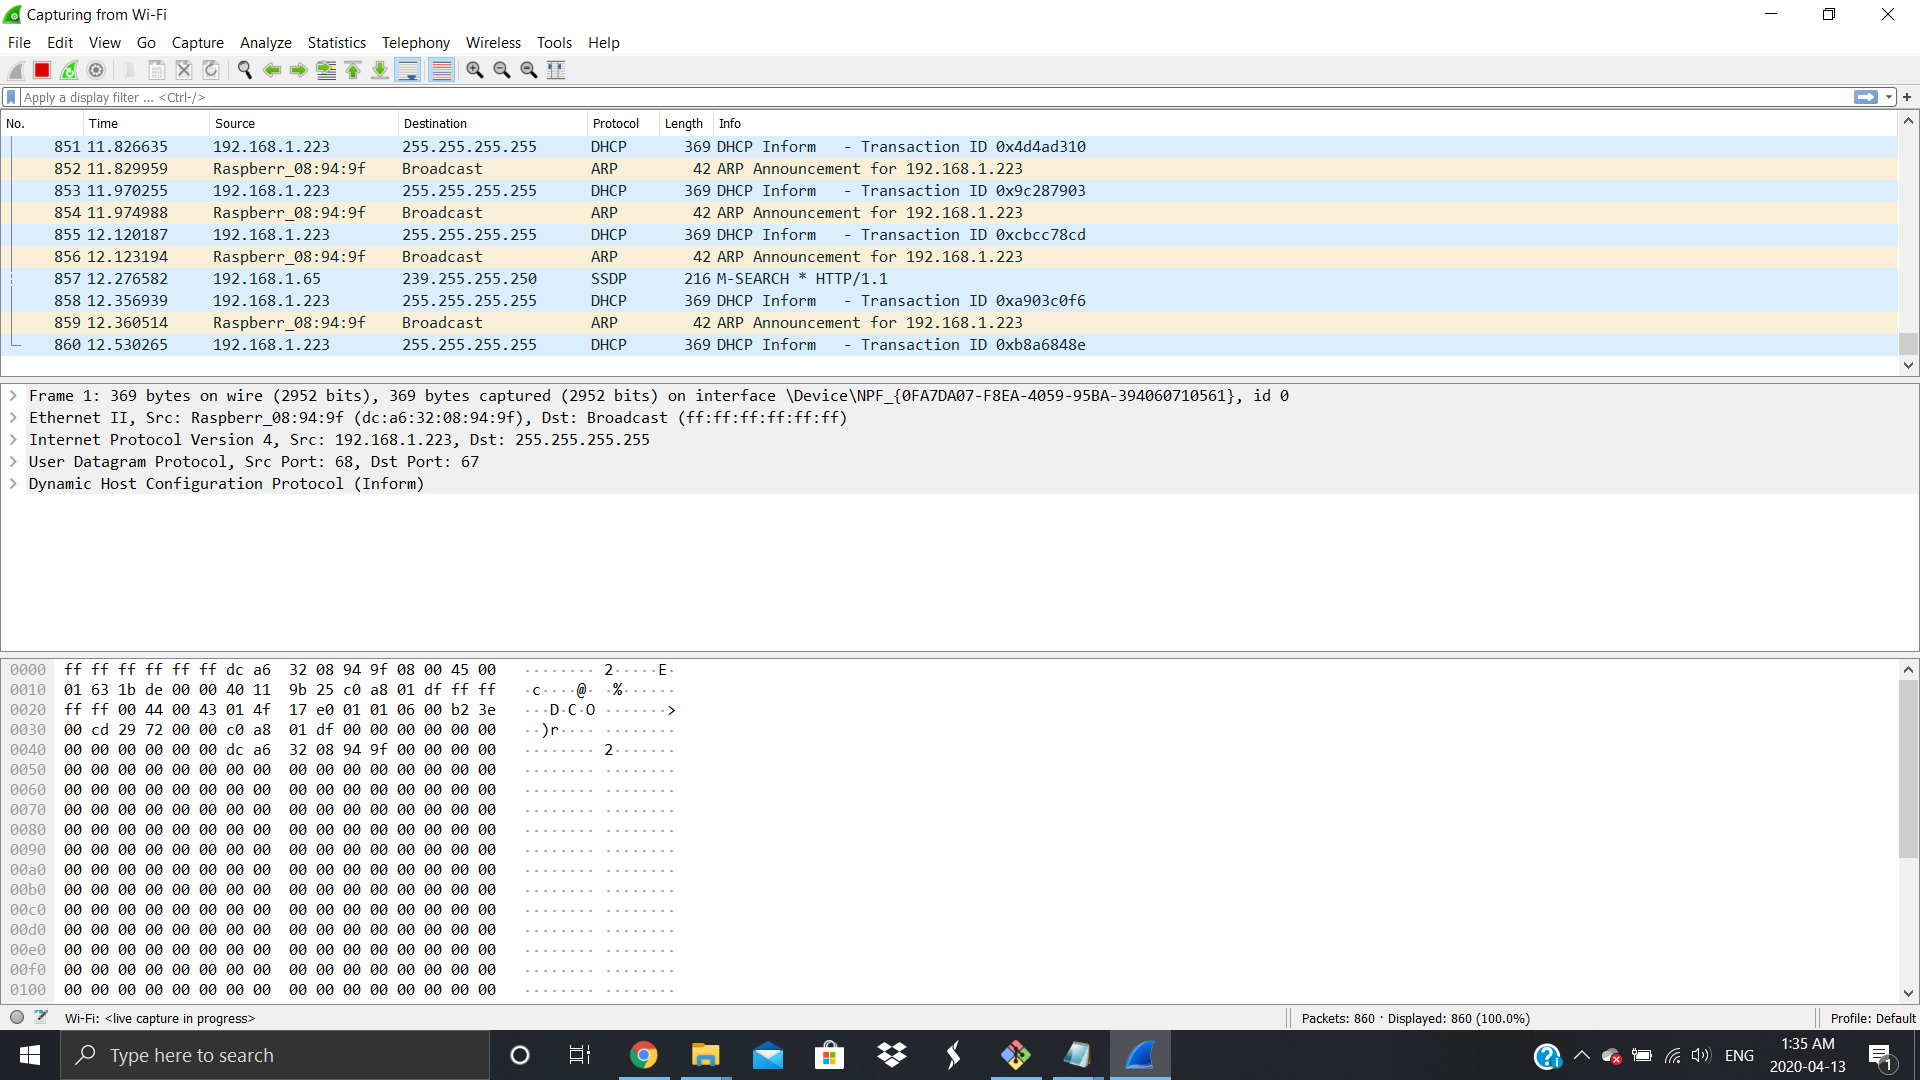 Capturing from Wi-Fi
File Edit View Go Capture Analyze Statistics Telephony Wireless Tools Help
Apply a display filter ... <Ctrl-/>
No. Time Source Destination Protocol Length Info
851 11.826635 192.168.1.223 255.255.255.255 DHCP 369 DHCP Inform - Transaction ID 0x4d4ad310
852 11.829959 Raspberr_08:94:9f Broadcast ARP 42 ARP Announcement for 192.168.1.223
853 11.970255 192.168.1.223 255.255.255.255 DHCP 369 DHCP Inform - Transaction ID 0x9c287903
854 11.974988 Raspberr_08:94:9f Broadcast ARP 42 ARP Announcement for 192.168.1.223
855 12.120187 192.168.1.223 255.255.255.255 DHCP 369 DHCP Inform - Transaction ID 0xcbcc78cd
856 12.123194 Raspberr_08:94:9f Broadcast ARP 42 ARP Announcement for 192.168.1.223
857 12.276582 192.168.1.65 239.255.255.250 SSDP 216 M-SEARCH * HTTP/1.1
858 12.356939 192.168.1.223 255.255.255.255 DHCP 369 DHCP Inform - Transaction ID 0xa903c0f6
859 12.360514 Raspberr_08:94:9f Broadcast ARP 42 ARP Announcement for 192.168.1.223
860 12.530265 192.168.1.223 255.255.255.255 DHCP 369 DHCP Inform - Transaction ID 0xb8a6848e
Frame 1: 369 bytes on wire (2952 bits), 369 bytes captured (2952 bits) on interface \Device\NPF_{0FA7DA07-F8EA-4059-95BA-394060710561}, id 0
Ethernet II, Src: Raspberr_08:94:9f (dc:a6:32:08:94:9f), Dst: Broadcast (ff:ff:ff:ff:ff:ff)
Internet Protocol Version 4, Src: 192.168.1.223, Dst: 255.255.255.255
User Datagram Protocol, Src Port: 68, Dst Port: 67
Dynamic Host Configuration Protocol (Inform)
0000 ff ff ff ff ff ff dc a6 32 08 94 9f 08 00 45 00 ········ 2·····E·
0010 01 63 1b de 00 00 40 11 9b 25 c0 a8 01 df ff ff ·c····@· ·%······
0020 ff ff 00 44 00 43 01 4f 17 e0 01 01 06 00 b2 3e ···D·C·O ·······>
0030 00 cd 29 72 00 00 c0 a8 01 df 00 00 00 00 00 00 ··)r···· ········
0040 00 00 00 00 00 00 dc a6 32 08 94 9f 00 00 00 00 ········ 2·······
0050 00 00 00 00 00 00 00 00 00 00 00 00 00 00 00 00 ········ ········
0060 00 00 00 00 00 00 00 00 00 00 00 00 00 00 00 00 ········ ········
0070 00 00 00 00 00 00 00 00 00 00 00 00 00 00 00 00 ········ ········
0080 00 00 00 00 00 00 00 00 00 00 00 00 00 00 00 00 ········ ········
0090 00 00 00 00 00 00 00 00 00 00 00 00 00 00 00 00 ········ ········
00a0 00 00 00 00 00 00 00 00 00 00 00 00 00 00 00 00 ········ ········
00b0 00 00 00 00 00 00 00 00 00 00 00 00 00 00 00 00 ········ ········
00c0 00 00 00 00 00 00 00 00 00 00 00 00 00 00 00 00 ········ ········
00d0 00 00 00 00 00 00 00 00 00 00 00 00 00 00 00 00 ········ ········
00e0 00 00 00 00 00 00 00 00 00 00 00 00 00 00 00 00 ········ ········
00f0 00 00 00 00 00 00 00 00 00 00 00 00 00 00 00 00 ········ ········
0100 00 00 00 00 00 00 00 00 00 00 00 00 00 00 00 00 ········ ········
Wi-Fi: <live capture in progress> Packets: 860 · Displayed: 860 (100.0%) Profile: Default
Type here to search
ENG
1:35 AM
2020-04-13
1